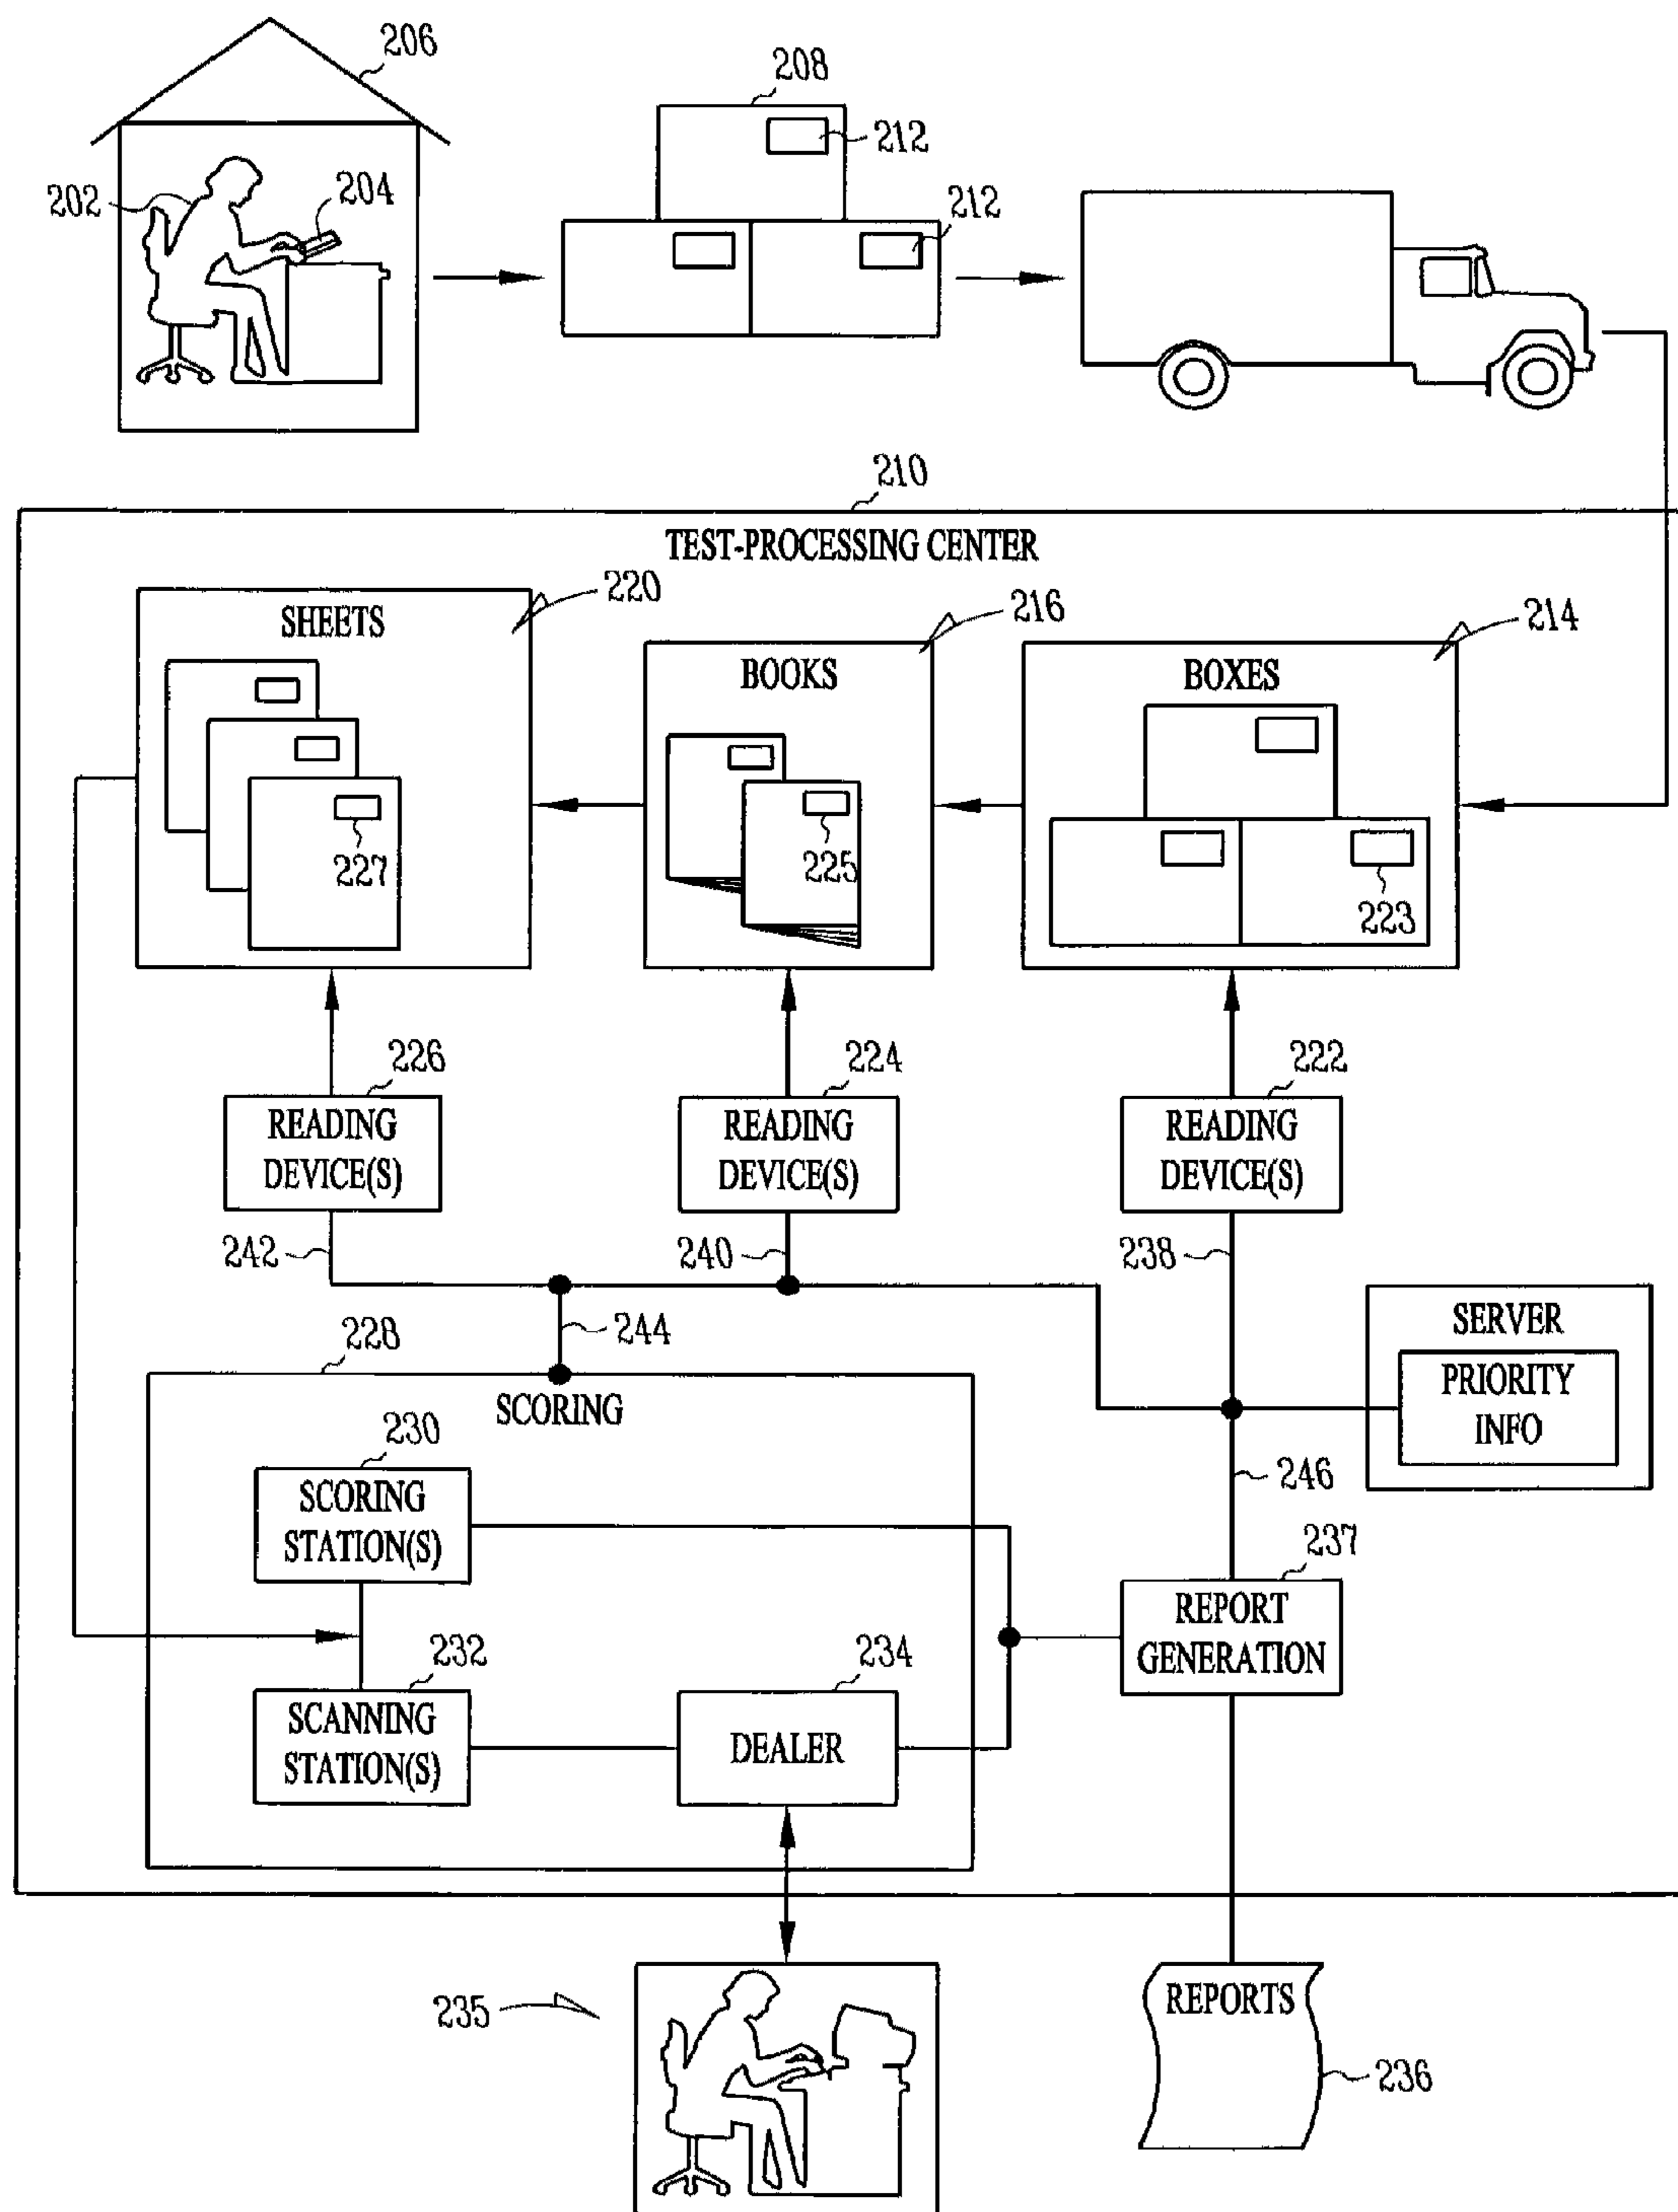 206
208
212
202
204
212
210
TEST-PROCESSING CENTER
220
SHEETS
216
BOOKS
214
BOXES
227
225
223
226
READING
DEVICE(S)
224
READING
DEVICE(S)
222
READING
DEVICE(S)
242
240
238
244
228
SCORING
SERVER
PRIORITY
INFO
246
230
SCORING
STATION(S)
237
REPORT
GENERATION
232
SCANNING
STATION(S)
234
DEALER
235
REPORTS
236